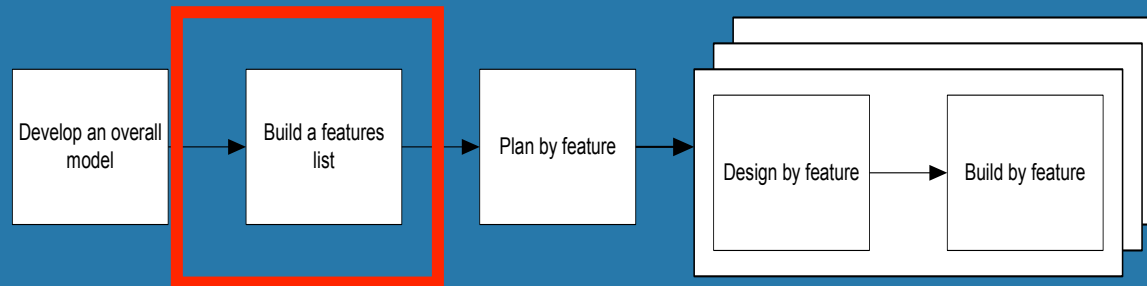 Develop an overall
model
Build a features
list
Plan by feature
Design by feature
Build by feature